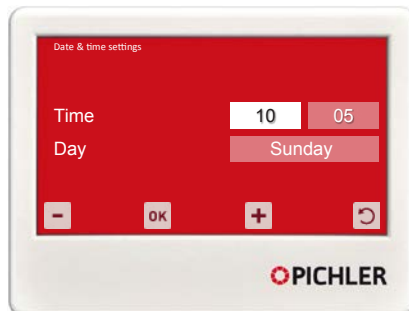 Date & time settings
Time 10 05
Day Sunday
- OK +
PICHLER